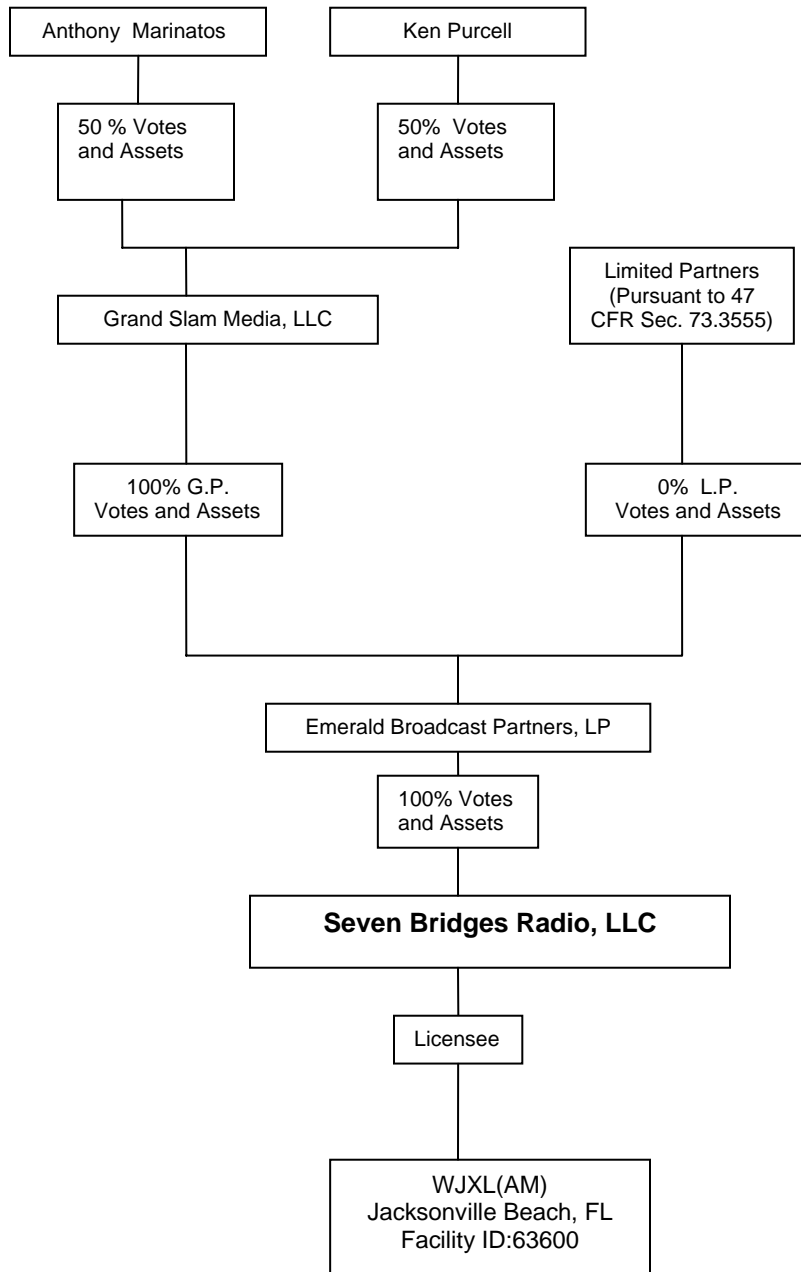 Anthony Marinatos
Ken Purcell
50 % Votes
and Assets
50% Votes
and Assets
Limited Partners
(Pursuant to 47
CFR Sec. 73.3555)
Grand Slam Media, LLC
100% G.P.
Votes and Assets
0% L.P.
Votes and Assets
Emerald Broadcast Partners, LP
100% Votes
and Assets
Seven Bridges Radio, LLC
Licensee
WJXL(AM)
Jacksonville Beach, FL
Facility ID:63600